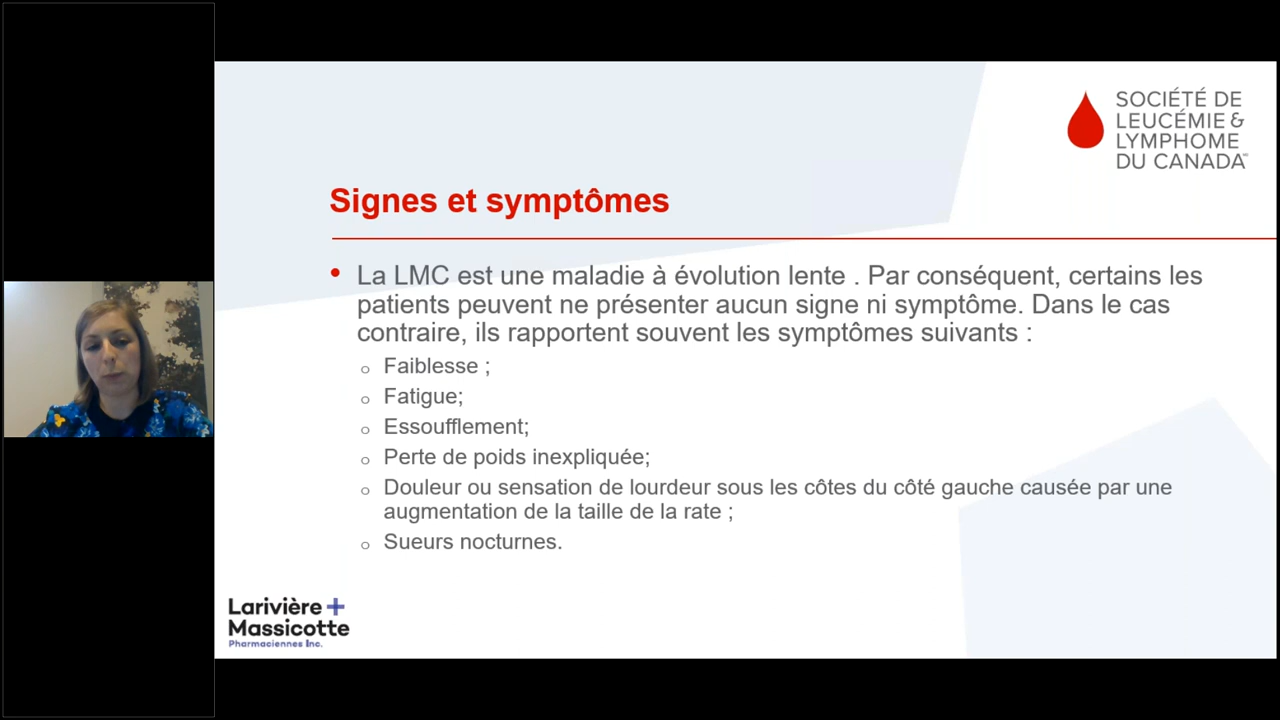 SOCIÉTÉ DE
LEUCÉMIE &
LYMPHOME
DU CANADA
Signes et symptômes
• La LMC est une maladie à évolution lente . Par conséquent, certains les
patients peuvent ne présenter aucun signe ni symptôme. Dans le cas
contraire, ils rapportent souvent les symptômes suivants :
o Faiblesse ;
o Fatigue;
o Essoufflement;
o Perte de poids inexpliquée;
o Douleur ou sensation de lourdeur sous les côtes du côté gauche causée par une
augmentation de la taille de la rate ;
o Sueurs nocturnes.
Larivière +
Massicotte
Pharmaciennes Inc.